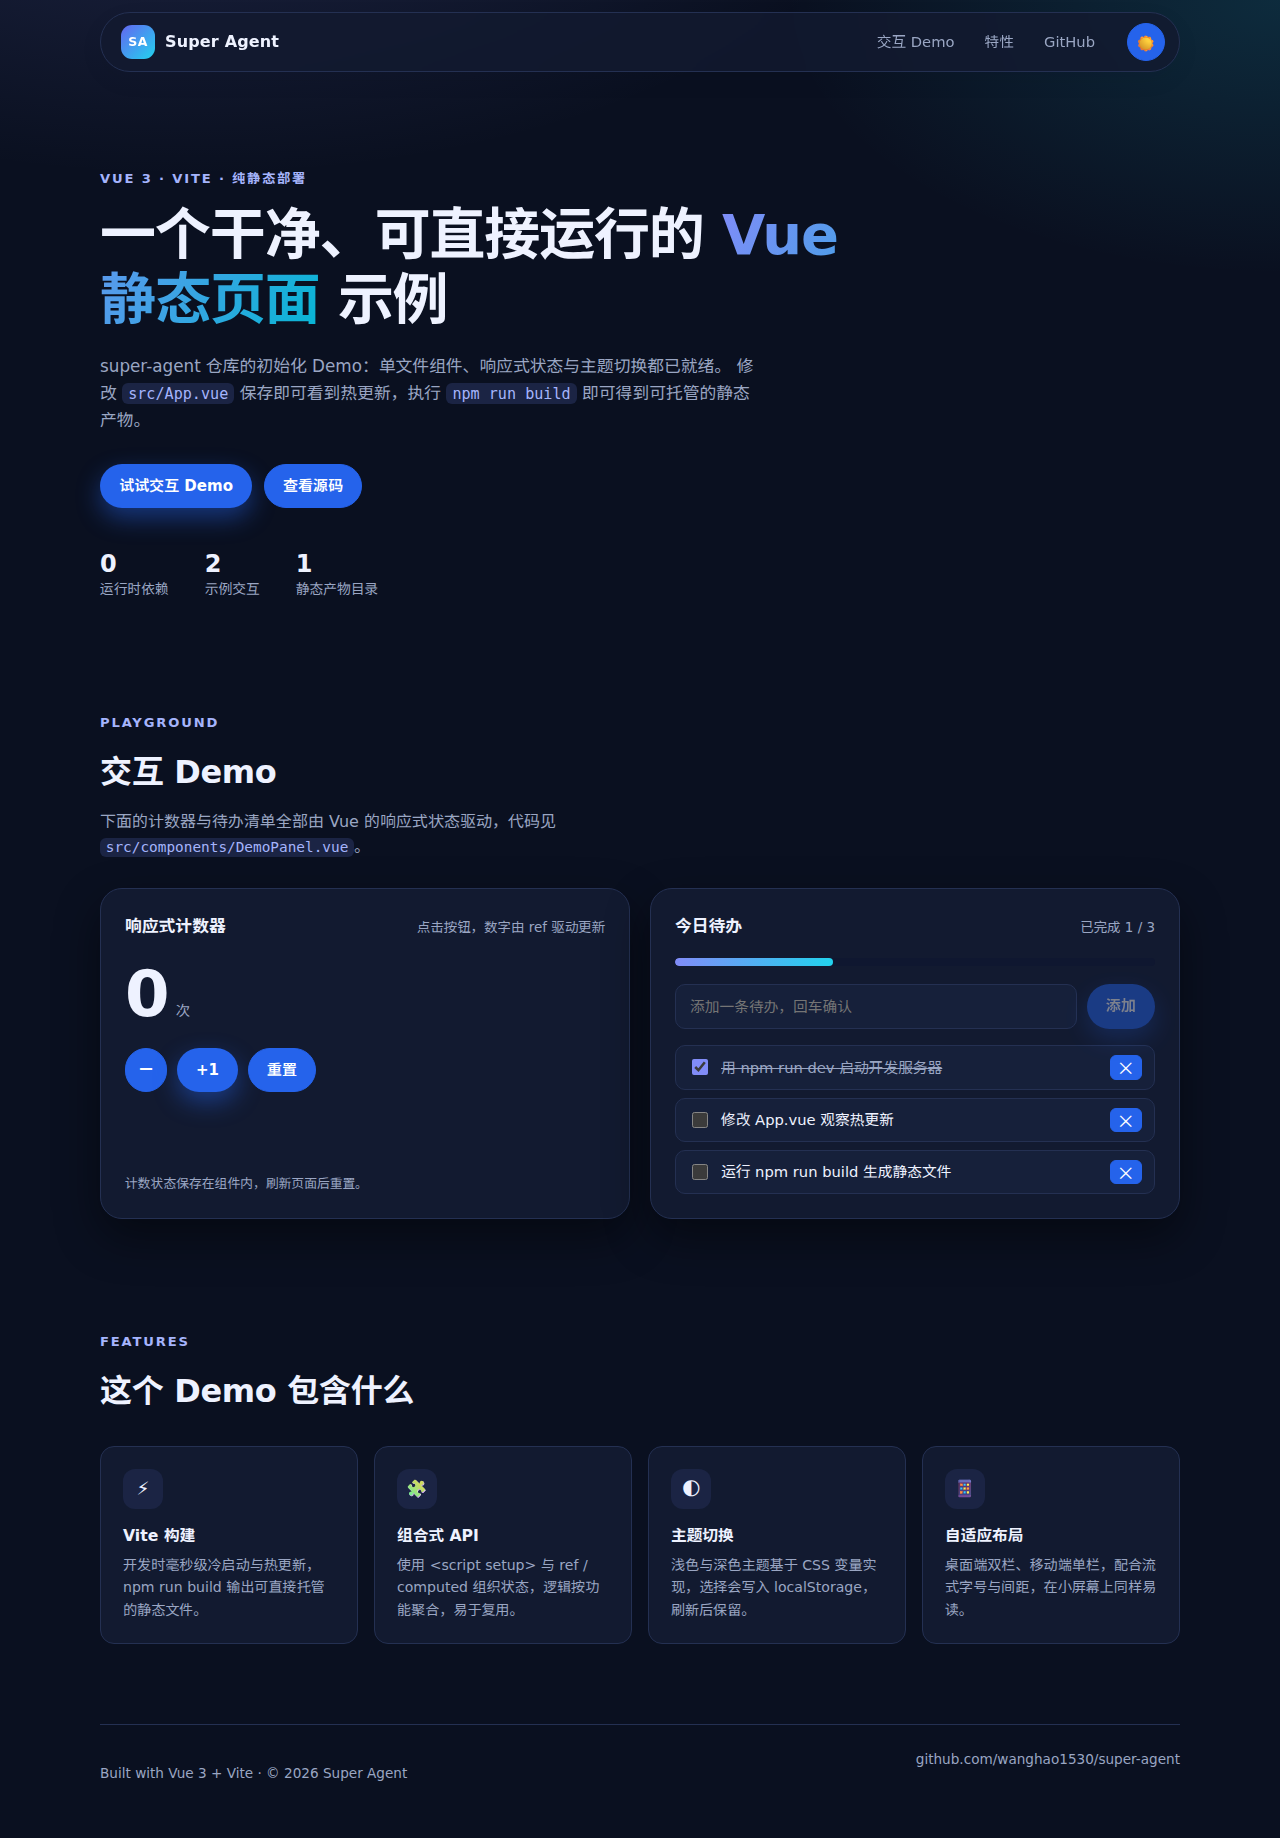 SA Super Agent 交互 Demo 特性 GitHub
VUE 3 · VITE · 纯静态部署
一个干净、可直接运行的 Vue
静态页面 示例
super-agent 仓库的初始化 Demo：单文件组件、响应式状态与主题切换都已就绪。 修
改 src/App.vue 保存即可看到热更新，执行 npm run build 即可得到可托管的静态
产物。
试试交互 Demo 查看源码
0 2 1
运行时依赖 示例交互 静态产物目录
PLAYGROUND
交互 Demo
下面的计数器与待办清单全部由 Vue 的响应式状态驱动，代码见
src/components/DemoPanel.vue。
响应式计数器 点击按钮，数字由 ref 驱动更新
0 次
− +1 重置
计数状态保存在组件内，刷新页面后重置。
今日待办 已完成 1 / 3
添加一条待办，回车确认 添加
用 npm run dev 启动开发服务器
修改 App.vue 观察热更新
运行 npm run build 生成静态文件
FEATURES
这个 Demo 包含什么
Vite 构建
开发时毫秒级冷启动与热更新，
npm run build 输出可直接托管
的静态文件。
组合式 API
使用 <script setup> 与 ref /
computed 组织状态，逻辑按功
能聚合，易于复用。
主题切换
浅色与深色主题基于 CSS 变量实
现，选择会写入 localStorage，
刷新后保留。
自适应布局
桌面端双栏、移动端单栏，配合流
式字号与间距，在小屏幕上同样易
读。
Built with Vue 3 + Vite · © 2026 Super Agent
github.com/wanghao1530/super-agent